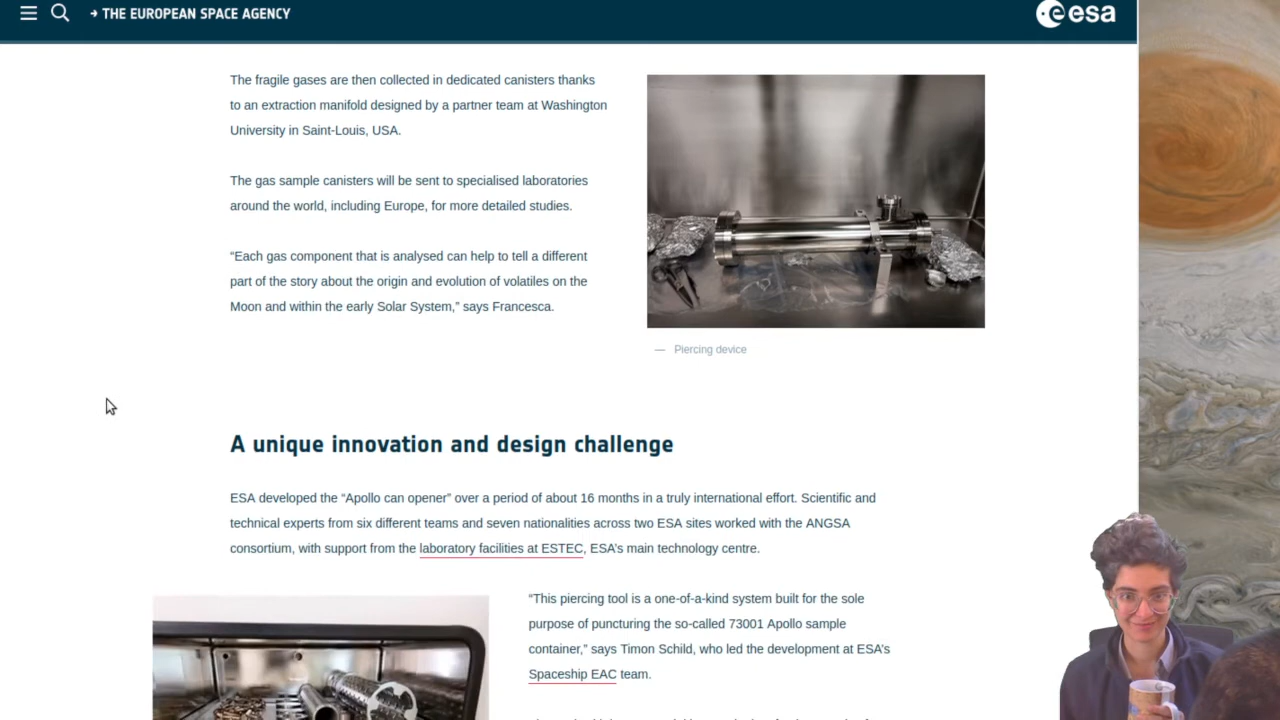 → THE EUROPEAN SPACE AGENCY
esa
The fragile gases are then collected in dedicated canisters thanks
to an extraction manifold designed by a partner team at Washington
University in Saint-Louis, USA.
The gas sample canisters will be sent to specialised laboratories
around the world, including Europe, for more detailed studies.
“Each gas component that is analysed can help to tell a different
part of the story about the origin and evolution of volatiles on the
Moon and within the early Solar System,” says Francesca.
— Piercing device
A unique innovation and design challenge
ESA developed the “Apollo can opener” over a period of about 16 months in a truly international effort. Scientific and
technical experts from six different teams and seven nationalities across two ESA sites worked with the ANGSA
consortium, with support from the laboratory facilities at ESTEC, ESA’s main technology centre.
“This piercing tool is a one-of-a-kind system built for the sole
purpose of puncturing the so-called 73001 Apollo sample
container,” says Timon Schild, who led the development at ESA’s
Spaceship EAC team.